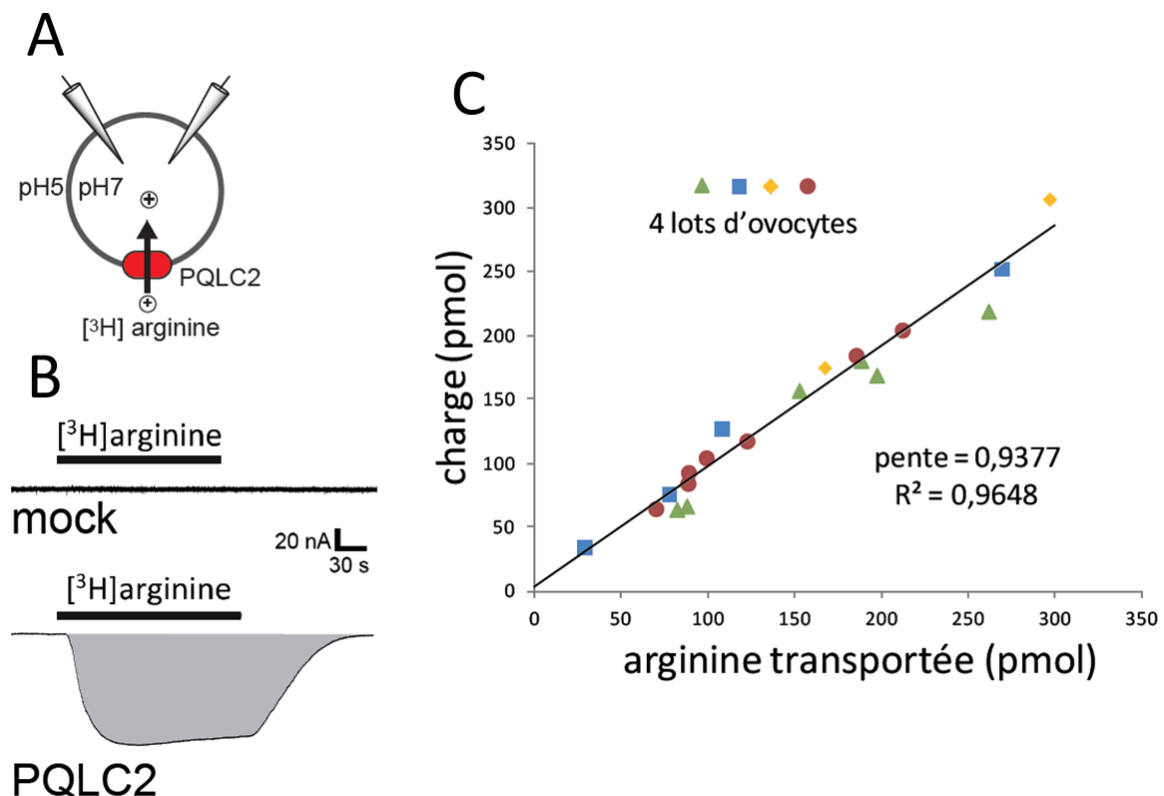 A
pH5 pH7
+
PQLC2
+
[³H] arginine
B
[³H]arginine
mock
20 nA
30 s
[³H]arginine
PQLC2
C
350
300
250
200
150
100
50
0
charge (pmol)
4 lots d’ovocytes
pente = 0,9377
R² = 0,9648
0 50 100 150 200 250 300 350
arginine transportée (pmol)